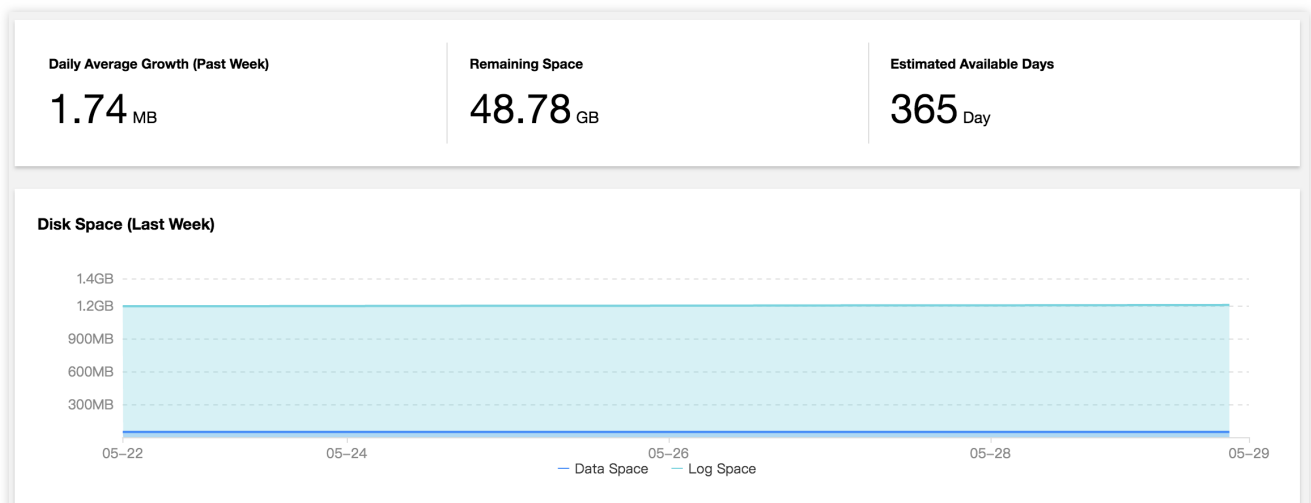 Daily Average Growth (Past Week)
1.74 MB
Remaining Space
48.78 GB
Estimated Available Days
365 Day
Disk Space (Last Week)
1.4GB
1.2GB
900MB
600MB
300MB
05-22 05-24 05-26 05-28 05-29
Data Space Log Space